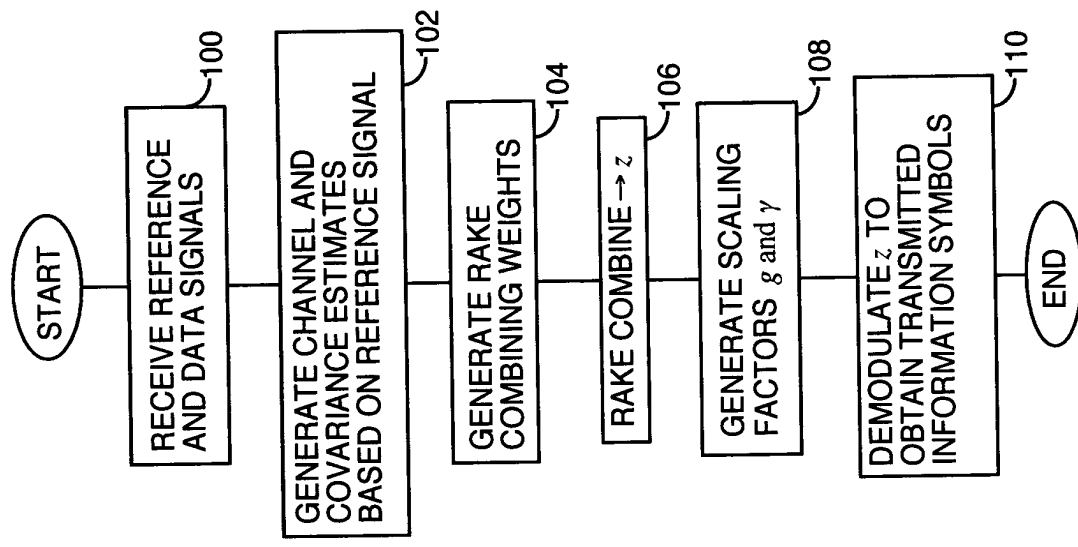 START
RECEIVE REFERENCE
AND DATA SIGNALS
100
GENERATE CHANNEL AND
COVARIANCE ESTIMATES
BASED ON REFERENCE SIGNAL
102
GENERATE RAKE
COMBINING WEIGHTS
104
RAKE COMBINE → z
106
GENERATE SCALING
FACTORS g and γ
108
DEMODULATE z TO
OBTAIN TRANSMITTED
INFORMATION SYMBOLS
110
END